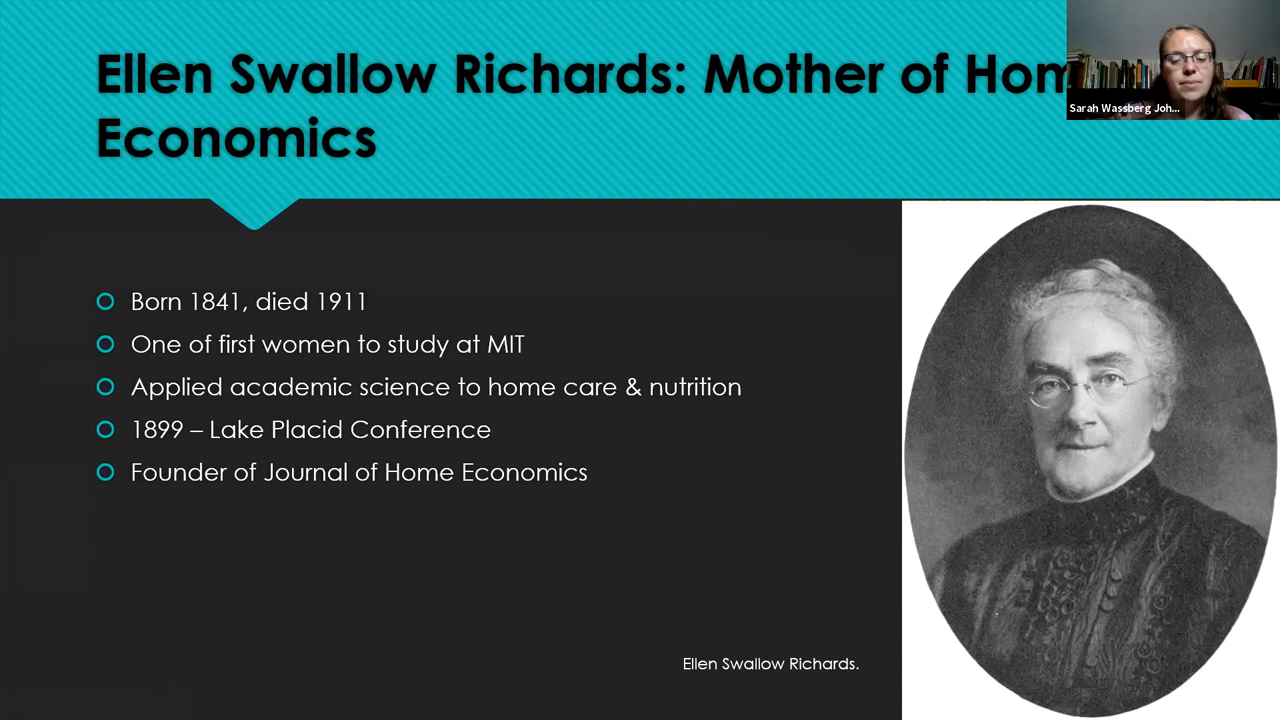 Ellen Swallow Richards: Mother of Hom
Economics
Sarah Wassberg Joh...
Born 1841, died 1911
One of first women to study at MIT
Applied academic science to home care & nutrition
1899 – Lake Placid Conference
Founder of Journal of Home Economics
Ellen Swallow Richards.